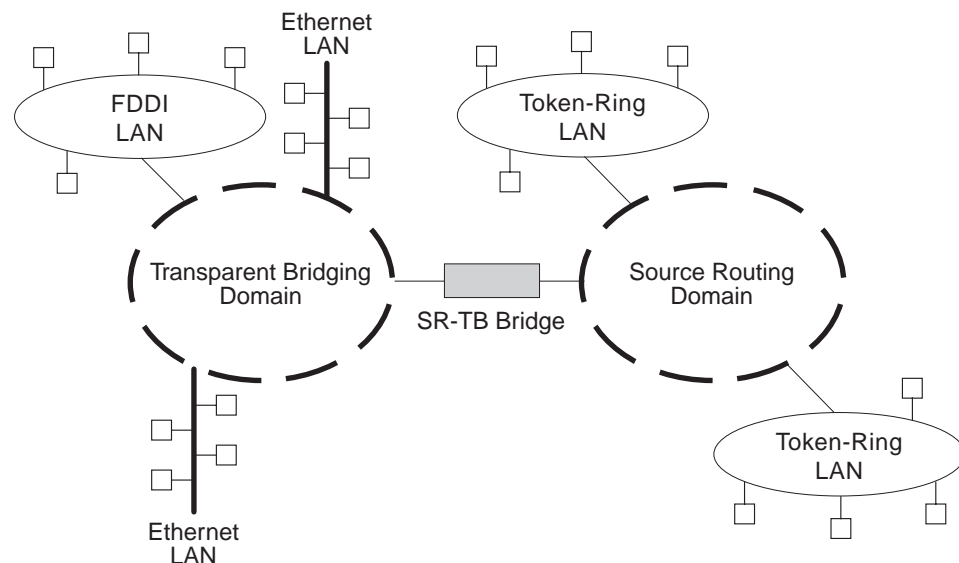 Ethernet
LAN
FDDI
LAN
Token-Ring
LAN
Transparent Bridging
Domain
SR-TB Bridge
Source Routing
Domain
Token-Ring
LAN
Ethernet
LAN